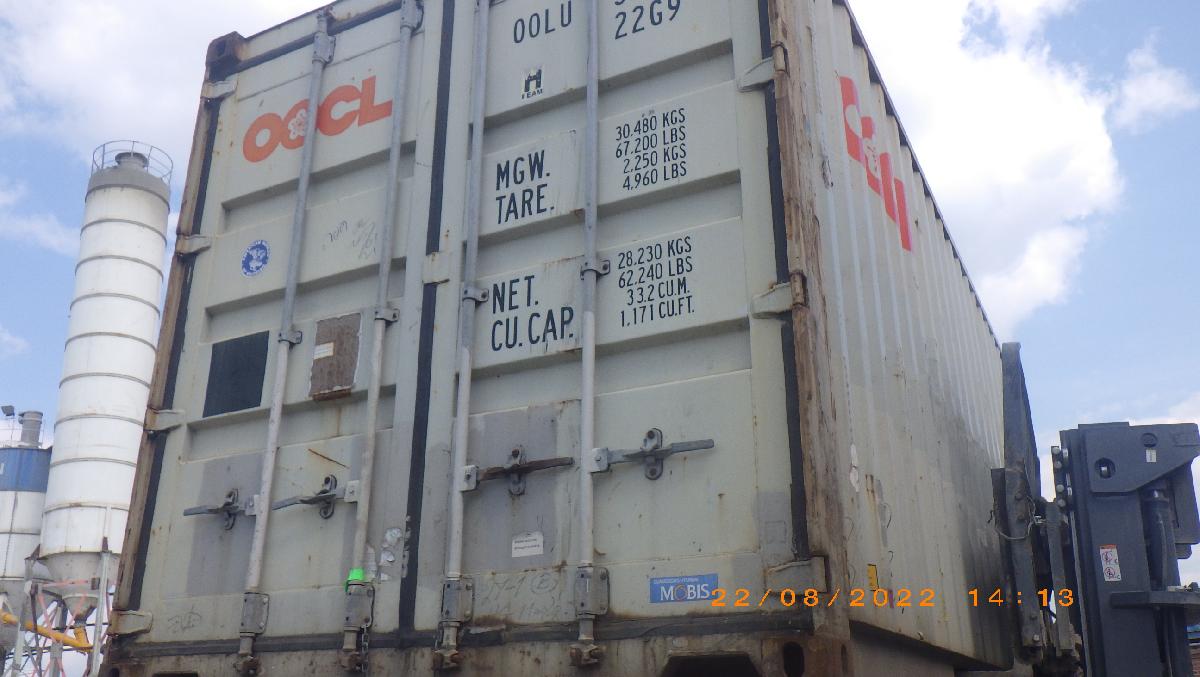 OOLU
22G9
OOCL
TEAM
MGW.
TARE.
30.480 KGS
67.200 LBS
2.250 KGS
4.960 LBS
NET.
CU. CAP.
28.230 KGS
62.240 LBS
33.2 CU.M.
1.171 CU.FT.
MOBIS
22/08/2022 14:13